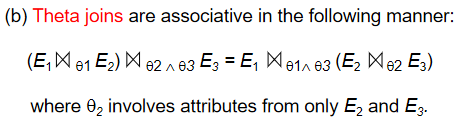 (b) Theta joins are associative in the following manner:
(E₁ ⋈ θ1 E₂) ⋈ θ2 ∧ θ3 E₃ = E₁ ⋈ θ1∧ θ3 (E₂ ⋈ θ2 E₃)
where θ₂ involves attributes from only E₂ and E₃.